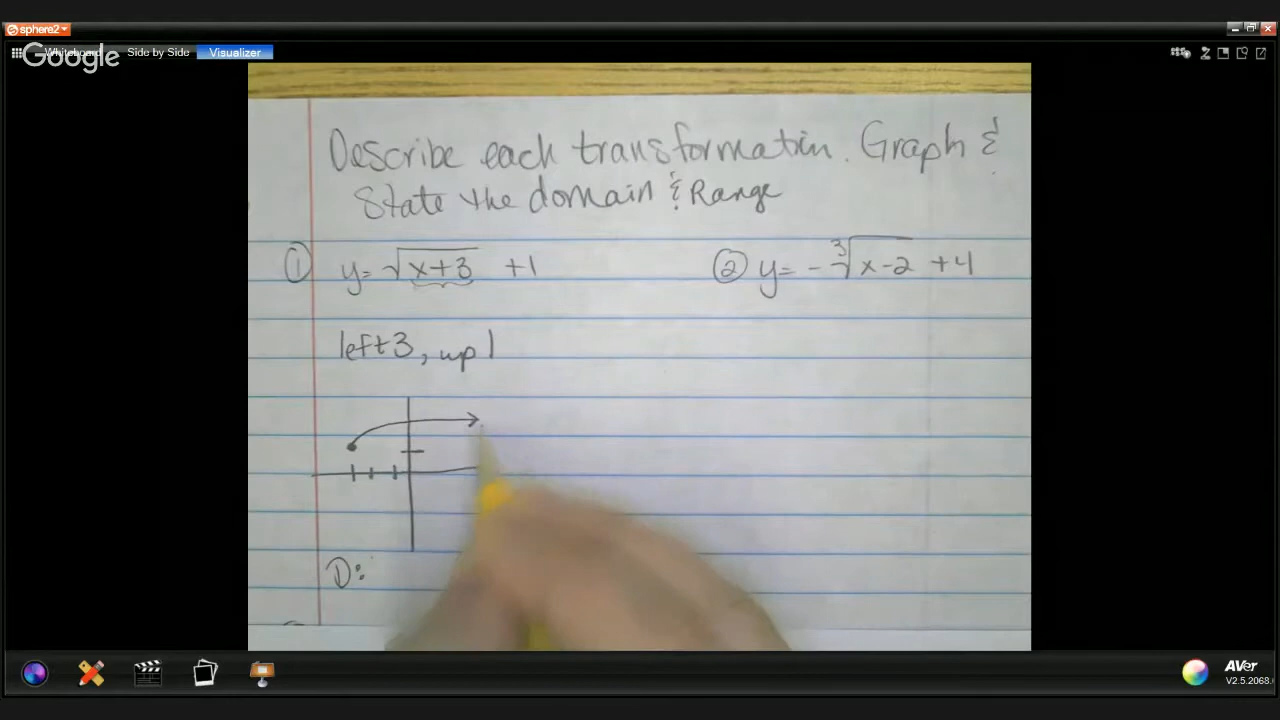 sphere2
Whiteboard Side by Side Visualizer
Google
Describe each transformation. Graph &
State the domain & Range
① y = √(x+3) + 1
② y = - ∛(x-2) + 4
left 3, up 1
D:
AVer
V2.5.2068.